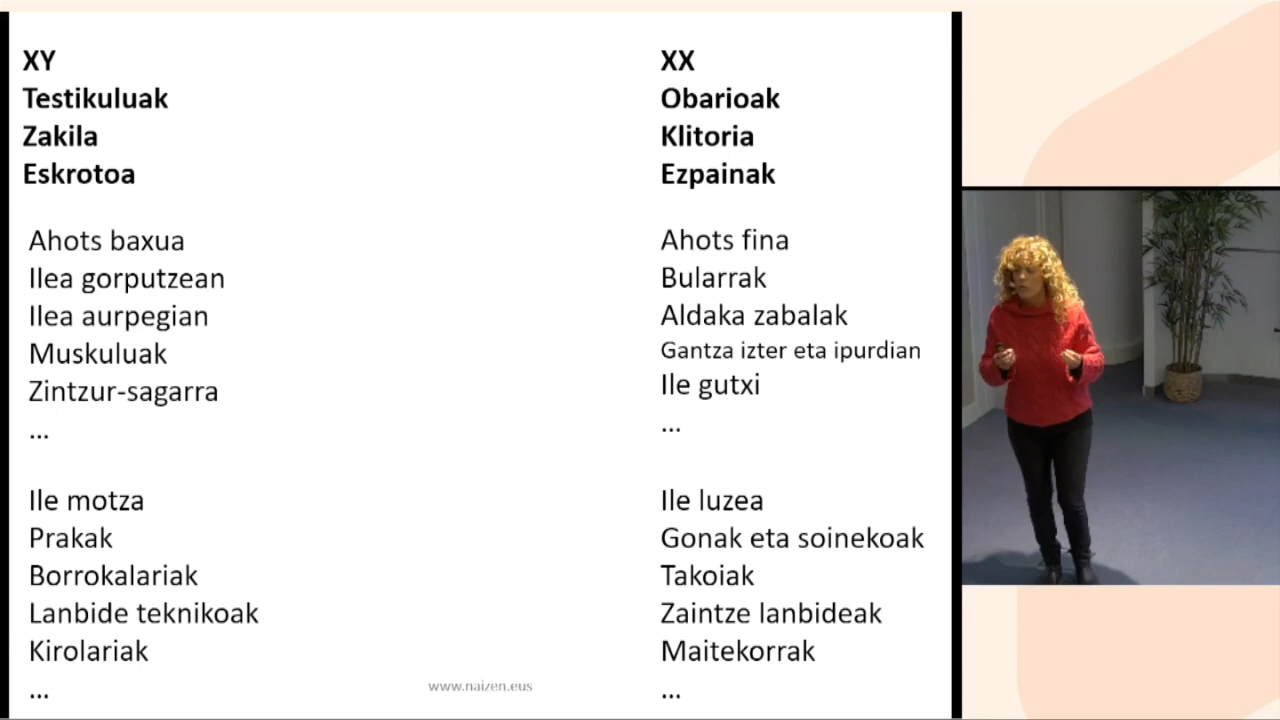 XY
Testikuluak
Zakila
Eskrotoa
Ahots baxua
Ilea gorputzean
Ilea aurpegian
Muskuluak
Zintzur-sagarra
...
Ile motza
Prakak
Borrokalariak
Lanbide teknikoak
Kirolariak
...
XX
Obarioak
Klitoria
Ezpainak
Ahots fina
Bularrak
Aldaka zabalak
Gantza izter eta ipurdian
Ile gutxi
...
Ile luzea
Gonak eta soinekoak
Takoiak
Zaintze lanbideak
Maitekorrak
...
www.naizen.eus